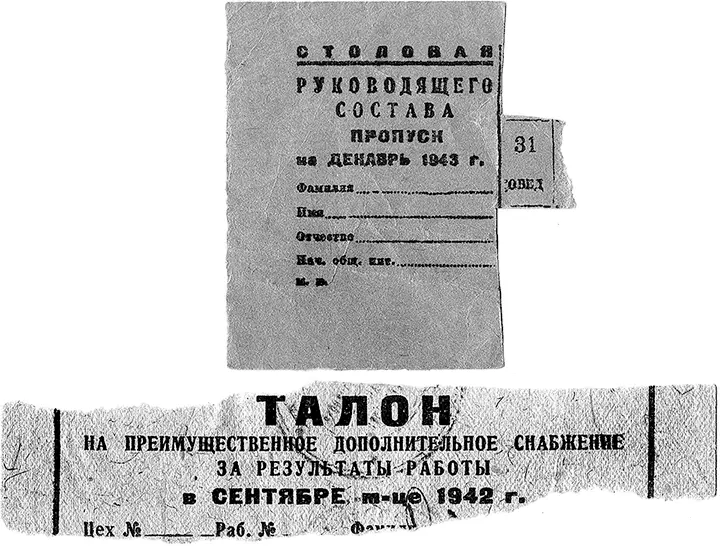 СТОЛОВАЯ
РУКОВОДЯЩЕГО
СОСТАВА
ПРОПУСК
на ДЕКАБРЬ 1943 г.
Фамилия
Имя
Отчество
Нач. общ. пит.
м. п.
31
ОБЕД
ТАЛОН
НА ПРЕИМУЩЕСТВЕННОЕ ДОПОЛНИТЕЛЬНОЕ СНАБЖЕНИЕ
ЗА РЕЗУЛЬТАТЫ РАБОТЫ
в СЕНТЯБРЕ м-це 1942 г.
Цех № Раб. № Фамил